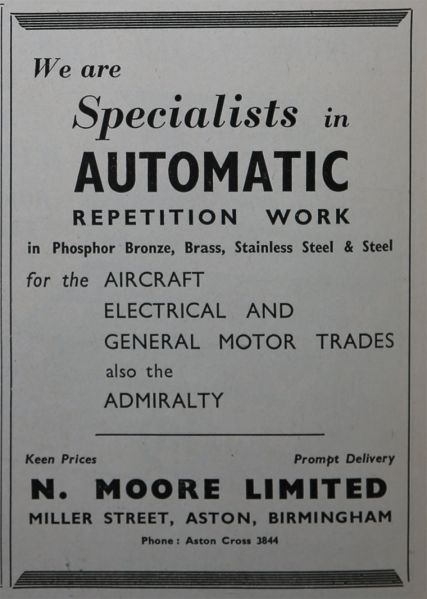 We are
Specialists in
AUTOMATIC
REPETITION WORK
in Phosphor Bronze, Brass, Stainless Steel & Steel
for the AIRCRAFT
ELECTRICAL AND
GENERAL MOTOR TRADES
also the
ADMIRALTY
Keen Prices Prompt Delivery
N. MOORE LIMITED
MILLER STREET, ASTON, BIRMINGHAM
Phone : Aston Cross 3844